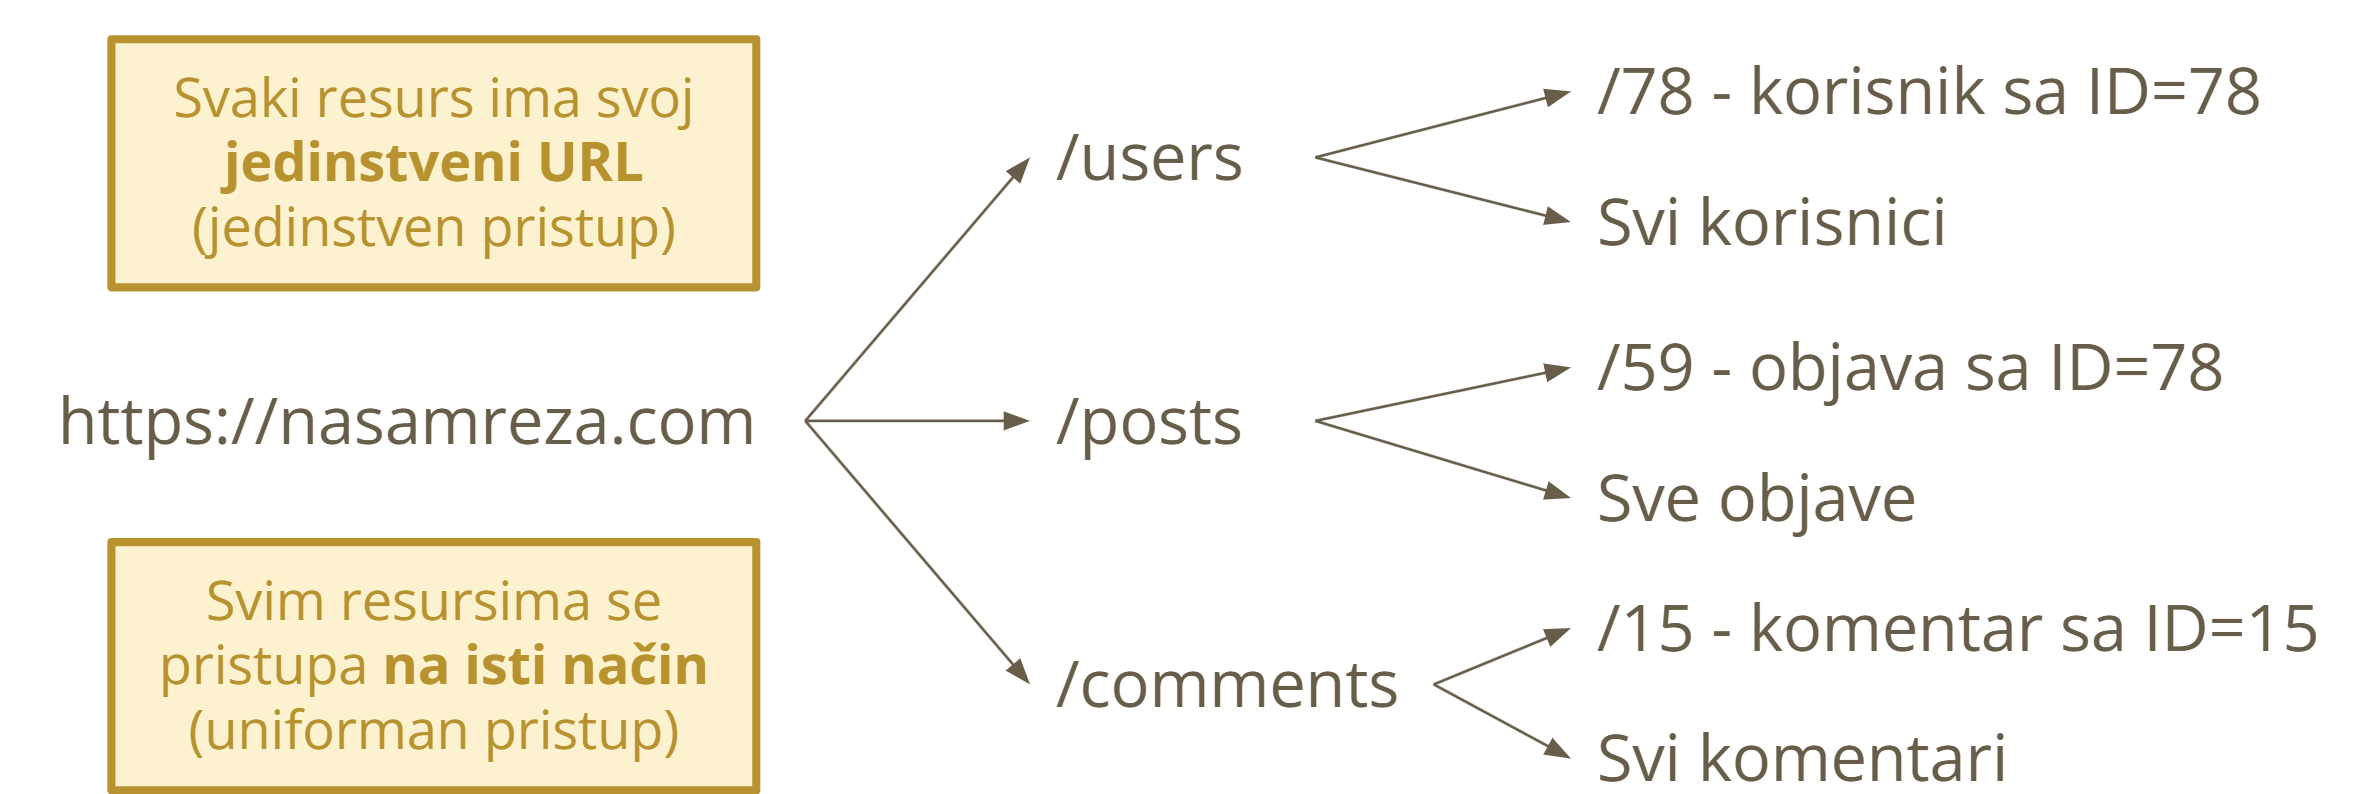 Svaki resurs ima svoj
jedinstveni URL
(jedinstven pristup)
https://nasamreza.com
Svim resursima se
pristupa na isti način
(uniforman pristup)
/users
/78 - korisnik sa ID=78
Svi korisnici
/posts
/59 - objava sa ID=78
Sve objave
/comments
/15 - komentar sa ID=15
Svi komentari